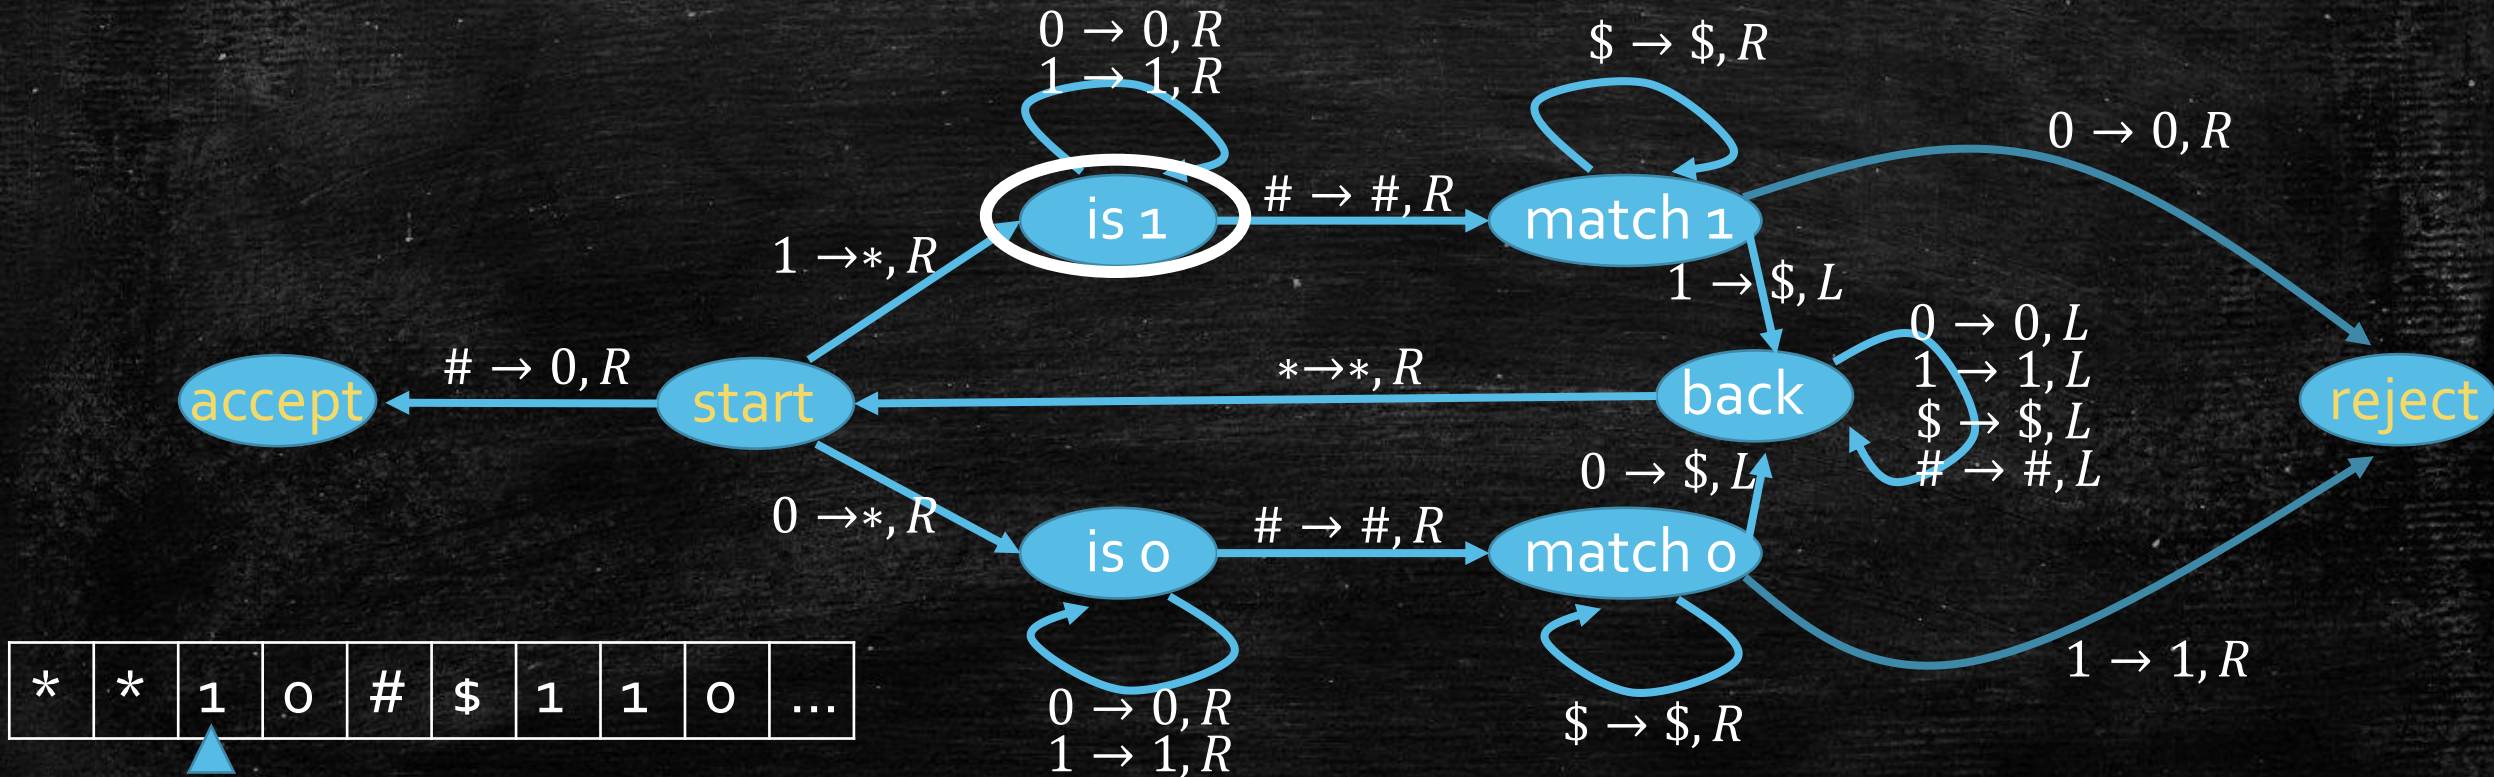 0 → 0, R
1 → 1, R
$ → $, R
0 → 0, R
is 1
# → #, R
match 1
1 →*, R
1 → $, L
0 → 0, L
1 → 1, L
$ → $, L
# → #, L
accept
# → 0, R
start
*→*, R
back
reject
0 → $, L
0 →*, R
is 0
# → #, R
match 0
1 → 1, R
* * 1 0 # $ 1 1 0 ...
0 → 0, R
1 → 1, R
$ → $, R